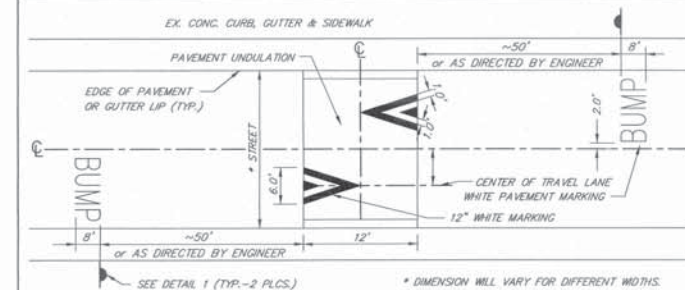 EX. CONC. CURB, GUTTER & SIDEWALK
~50'
8'
PAVEMENT UNDULATION
or AS DIRECTED BY ENGINEER
EDGE OF PAVEMENT
OR GUTTER LIP (TYP.)
1.0'
1.0'
2.0'
BUMP
* STREET
6.0'
BUMP
CENTER OF TRAVEL LANE
WHITE PAVEMENT MARKING
12" WHITE MARKING
8'
~50'
12'
or AS DIRECTED BY ENGINEER
SEE DETAIL 1 (TYP.-2 PLCS.)
* DIMENSION WILL VARY FOR DIFFERENT WIDTHS.